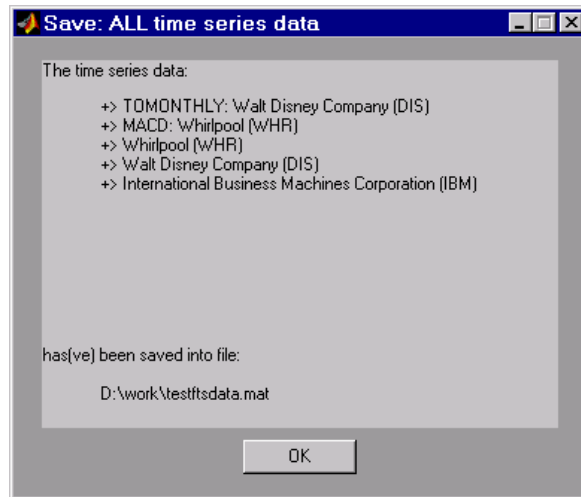 Save: ALL time series data
The time series data:
+> TOMONTHLY: Walt Disney Company (DIS)
+> MACD: Whirlpool (WHR)
+> Whirlpool (WHR)
+> Walt Disney Company (DIS)
+> International Business Machines Corporation (IBM)
has(ve) been saved into file:
D:\work\testftsdata.mat
OK